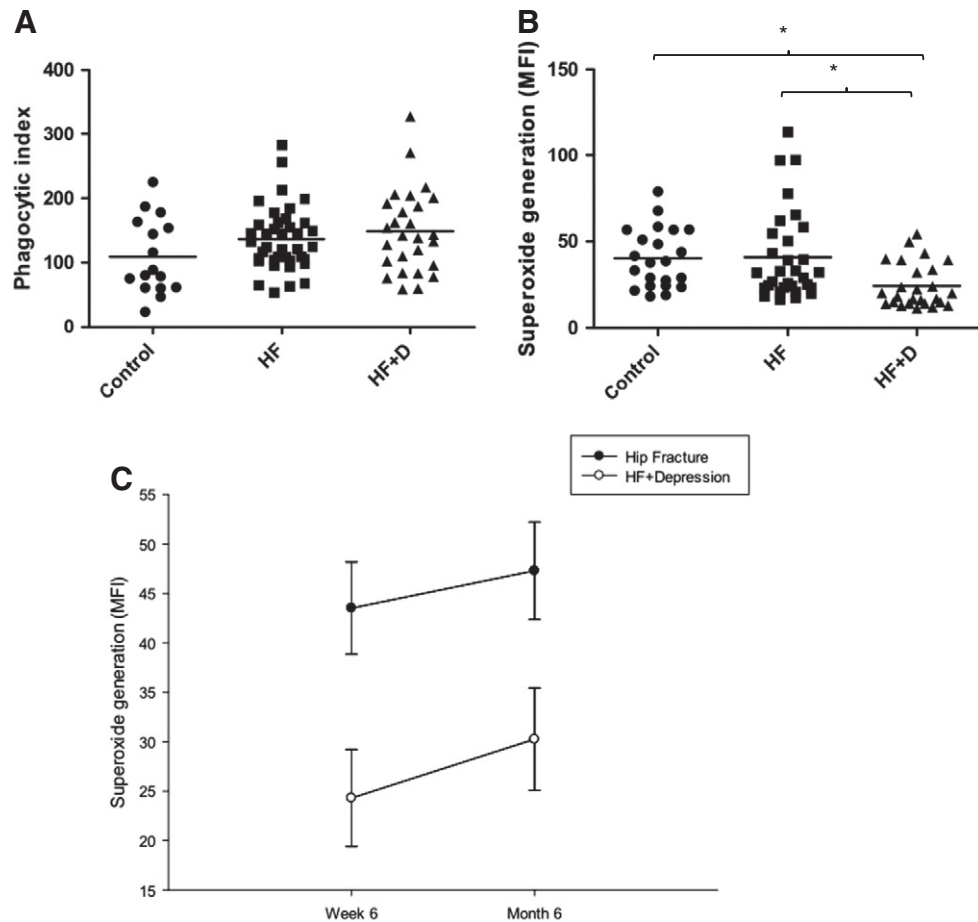 A
Phagocytic index
400
300
200
100
0
Control
HF
HF+D
B
Superoxide generation (MFI)
150
100
50
0
*
*
Control
HF
HF+D
C
Hip Fracture
HF+Depression
Superoxide generation (MFI)
55
50
45
40
35
30
25
20
15
Week 6
Month 6